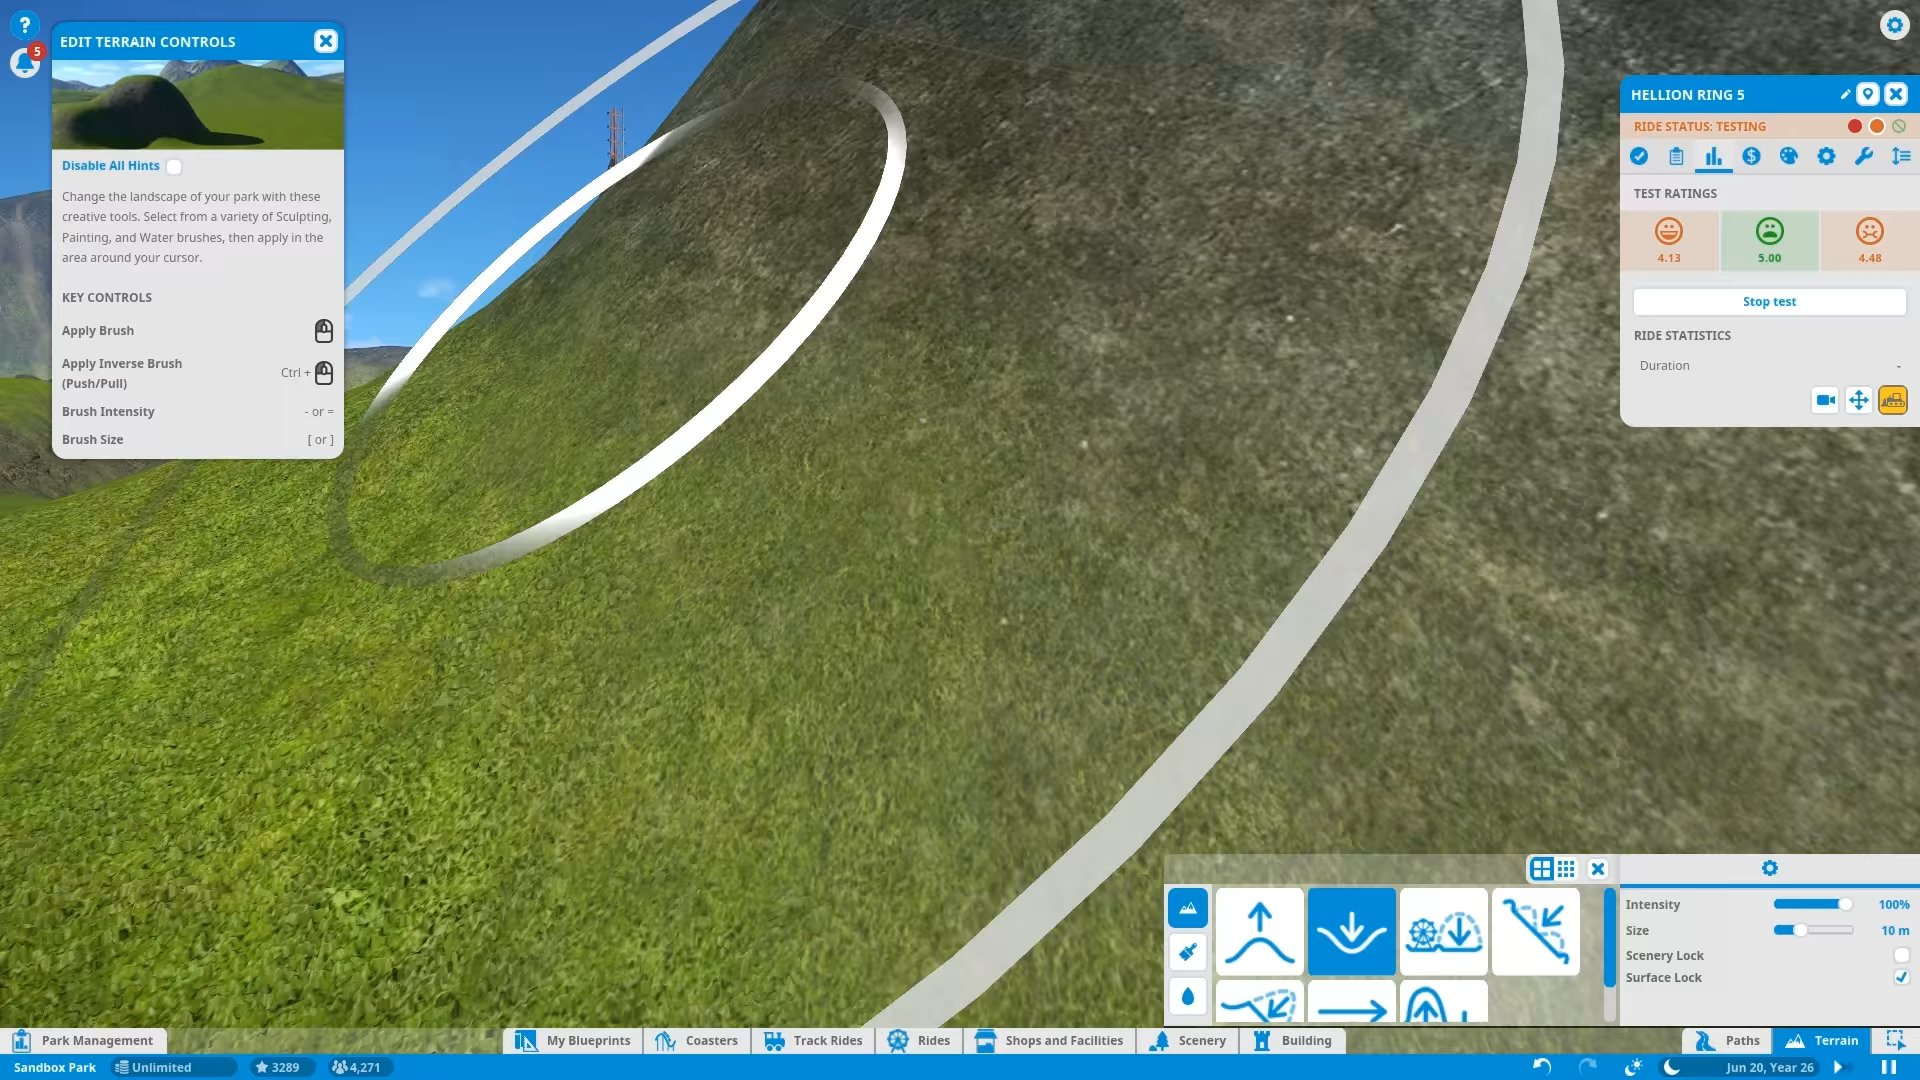 ?
5
EDIT TERRAIN CONTROLS
Disable All Hints
Change the landscape of your park with these
creative tools. Select from a variety of Sculpting,
Painting, and Water brushes, then apply in the
area around your cursor.
KEY CONTROLS
Apply Brush
Apply Inverse Brush
(Push/Pull)
Ctrl +
Brush Intensity
- or =
Brush Size
[ or ]
HELLION RING 5
RIDE STATUS: TESTING
$
TEST RATINGS
4.13
5.00
4.48
Stop test
RIDE STATISTICS
Duration
-
Intensity
100%
Size
10 m
Scenery Lock
Surface Lock
Park Management
My Blueprints
Coasters
Track Rides
Rides
Shops and Facilities
Scenery
Building
Paths
Terrain
Sandbox Park
Unlimited
3289
4,271
Jun 20, Year 26